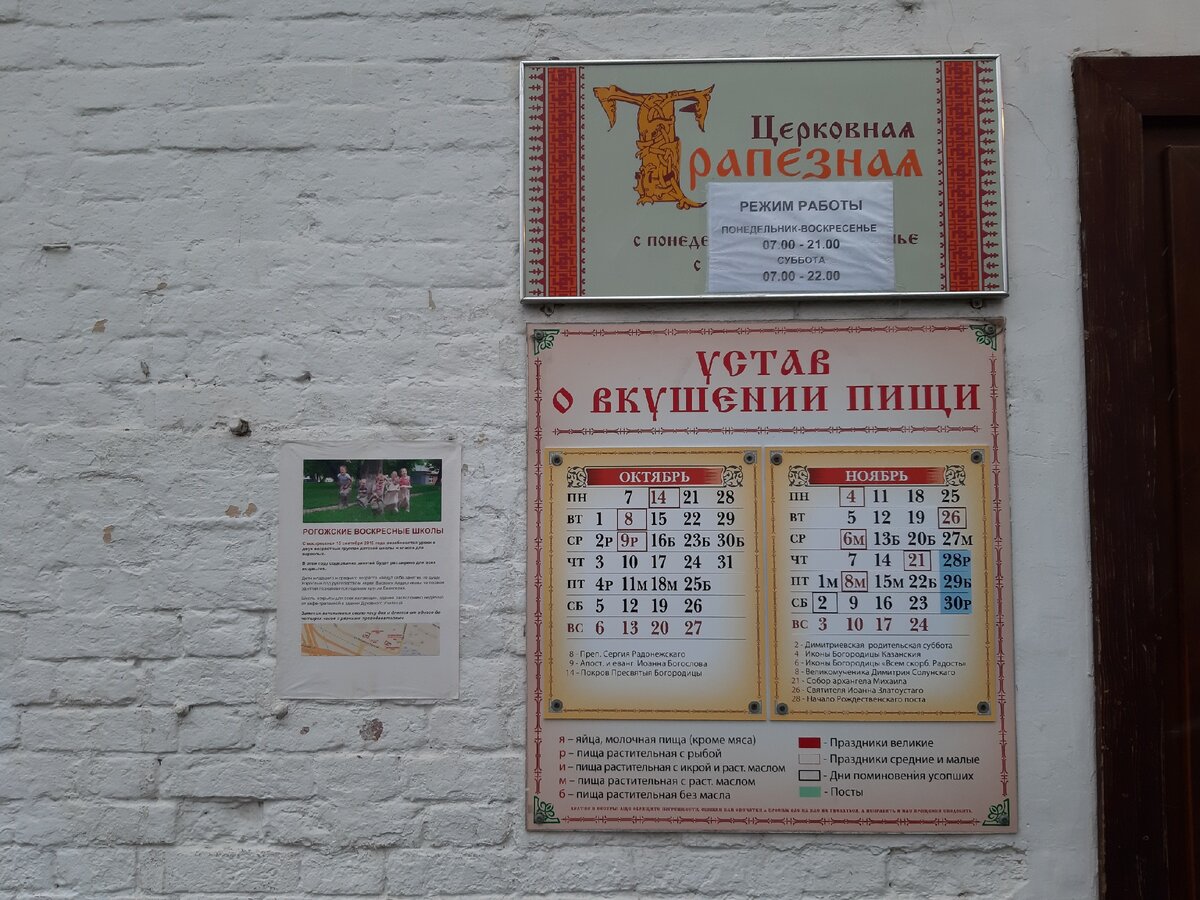 Церковная
Трапезная
РЕЖИМ РАБОТЫ
ПОНЕДЕЛЬНИК-ВОСКРЕСЕНЬЕ
07.00 - 21.00
СУББОТА
07.00 - 22.00
с понеде ье
с
УСТАВ
О ВКУШЕНИИ ПИЩИ
ОКТЯБРЬ
ПН 7 14 21 28
ВТ 1 8 15 22 29
СР 2Р 9Р 16Б 23Б 30Б
ЧТ 3 10 17 24 31
ПТ 4Р 11М 18М 25Б
СБ 5 12 19 26
ВС 6 13 20 27
8 - Преп. Сергия Радонежского
9 - Апост. и еванг. Иоанна Богослова
14 - Покров Пресвятыя Богородицы
НОЯБРЬ
ПН 4 11 18 25
ВТ 5 12 19 26
СР 6М 13Б 20Б 27М
ЧТ 7 14 21 28Р
ПТ 1М 8М 15М 22Б 29Б
СБ 2 9 16 23 30Р
ВС 3 10 17 24
2 - Димитриевская родительская суббота
4 - Иконы Богородицы Казанския
6 - Иконы Богородицы «Всем скорб. Радость»
8 - Великомученика Димитрия Солунскаго
21 - Собор архангела Михаила
26 - Святителя Иоанна Златоустаго
28 - Начало Рождественского поста
я – яйца, молочная пища (кроме мяса)
р – пища растительная с рыбой
и – пища растительная с икрой и раст. маслом
м – пища растительная с раст. маслом
б – пища растительная без масла
- Праздники великие
- Праздники средние и малые
- Дни поминовения усопших
- Посты
РОГОЖСКИЕ ВОСКРЕСНЫЕ ШКОЛЫ